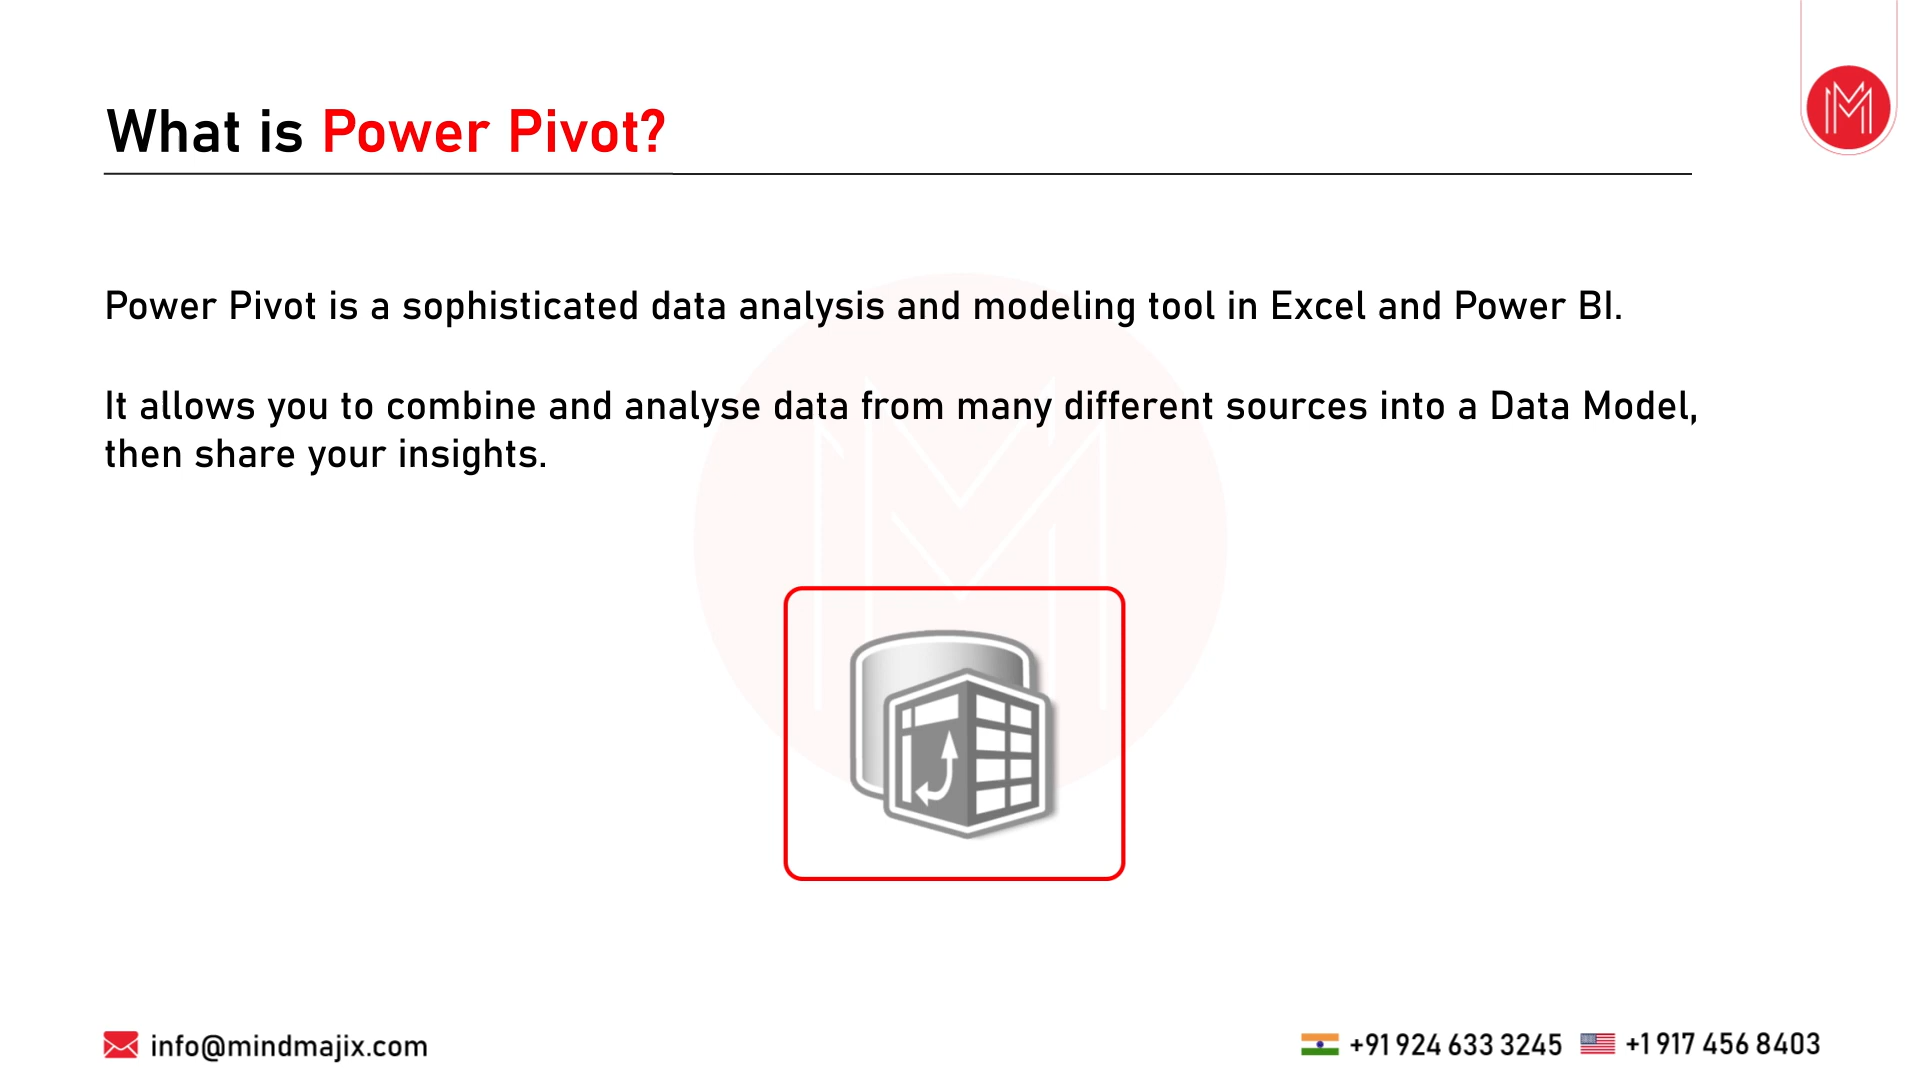 What is Power Pivot?
Power Pivot is a sophisticated data analysis and modeling tool in Excel and Power BI.
It allows you to combine and analyse data from many different sources into a Data Model,
then share your insights.
info@mindmajix.com
+91 924 633 3245
+1 917 456 8403